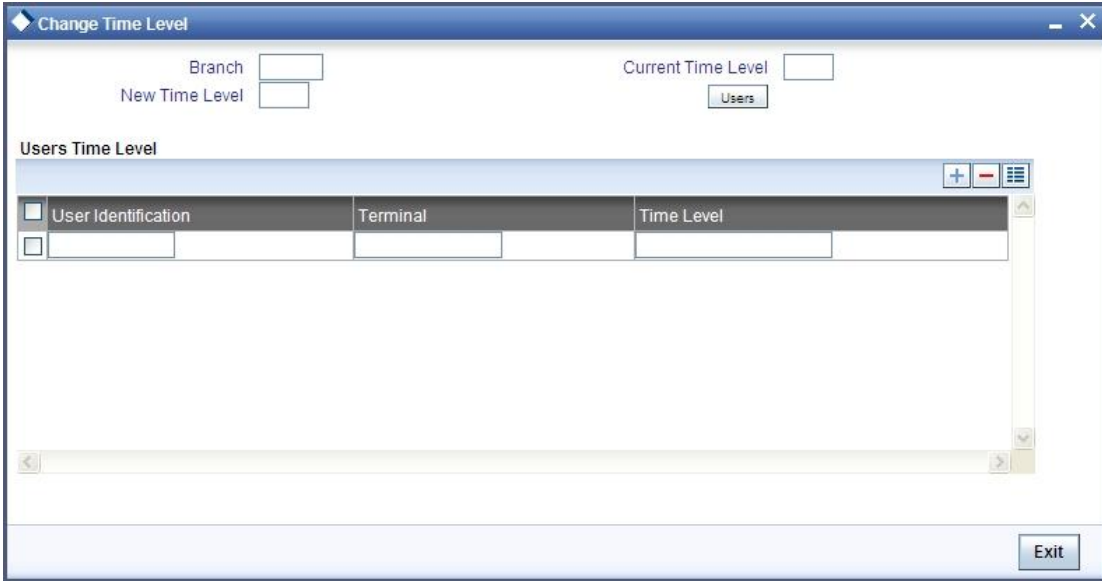 Change Time Level
Branch
Current Time Level
New Time Level
Users
Users Time Level
User Identification Terminal Time Level
Exit